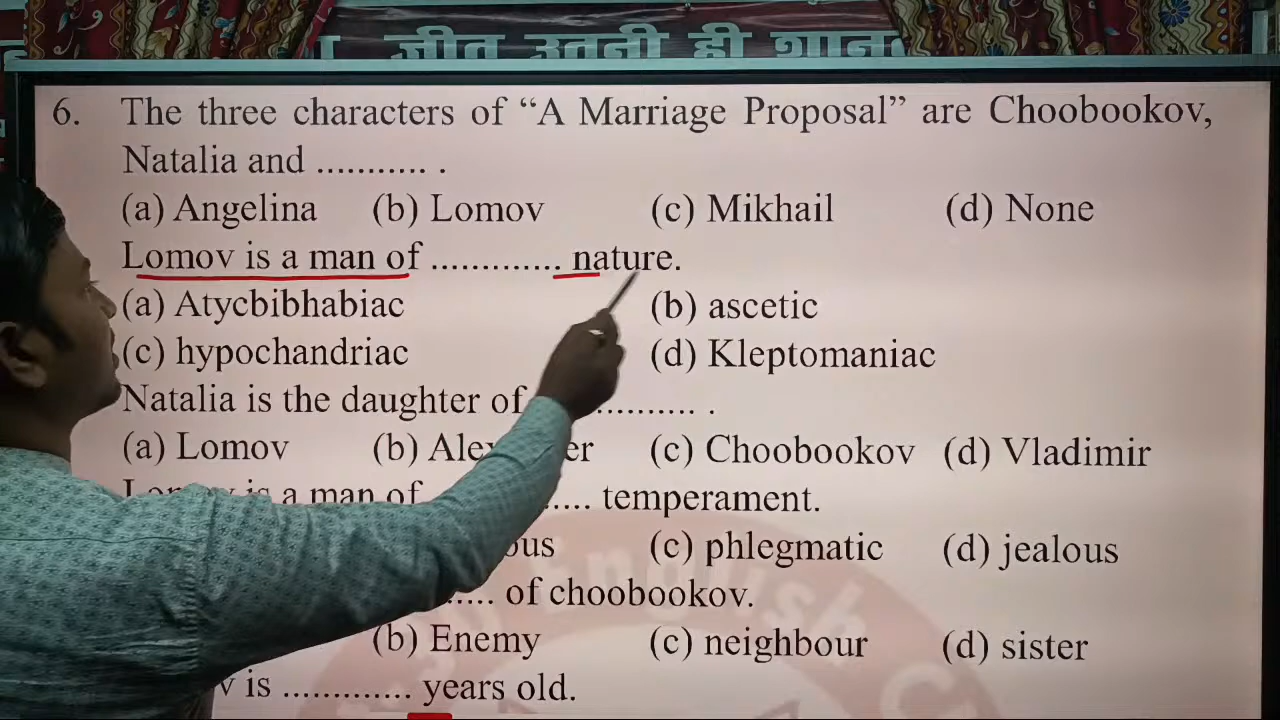 जीत उतनी ही शान
6. The three characters of “A Marriage Proposal” are Choobookov,
Natalia and ........... .
(a) Angelina (b) Lomov (c) Mikhail (d) None
Lomov is a man of ............. nature.
(a) Atycbibhabiac (b) ascetic
(c) hypochandriac (d) Kleptomaniac
Natalia is the daughter of ............ .
(a) Lomov (b) (c) Choobookov (d) Vladimir
is a man of ..... temperament.
(c) phlegmatic (d) jealous
..... of choobookov.
(b) Enemy (c) neighbour (d) sister
is ............. years old.
English